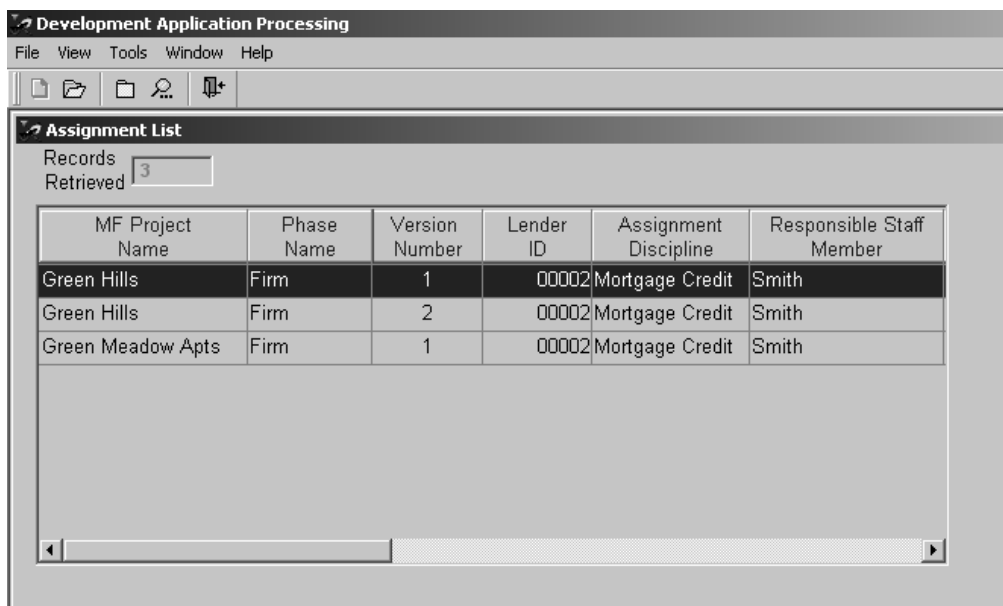 Development Application Processing
File View Tools Window Help
Assignment List
Records
Retrieved 3
MF Project Name Phase Name Version Number Lender ID Assignment Discipline Responsible Staff Member
Green Hills Firm 1 00002 Mortgage Credit Smith
Green Hills Firm 2 00002 Mortgage Credit Smith
Green Meadow Apts Firm 1 00002 Mortgage Credit Smith